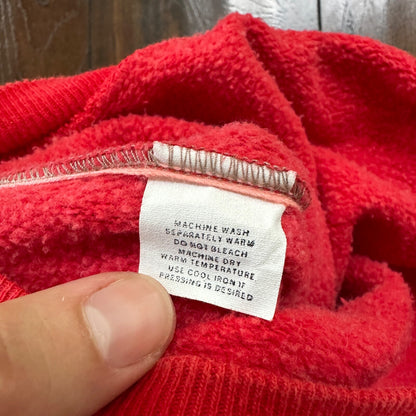 MACHINE WASH
SEPARATELY WARM
DO NOT BLEACH
MACHINE DRY
WARM TEMPERATURE
USE COOL IRON IF
PRESSING IS DESIRED